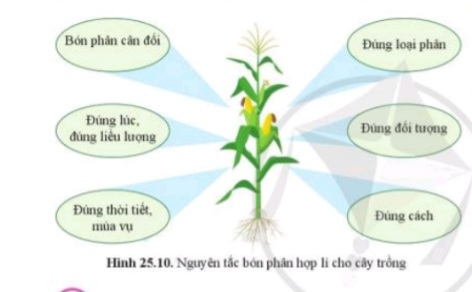 Bón phân cân đối
Đúng loại phân
Đúng lúc,
đúng liều lượng
Đúng đối tượng
Đúng thời tiết,
mùa vụ
Đúng cách
Hình 25.10. Nguyên tắc bón phân hợp lí cho cây trồng